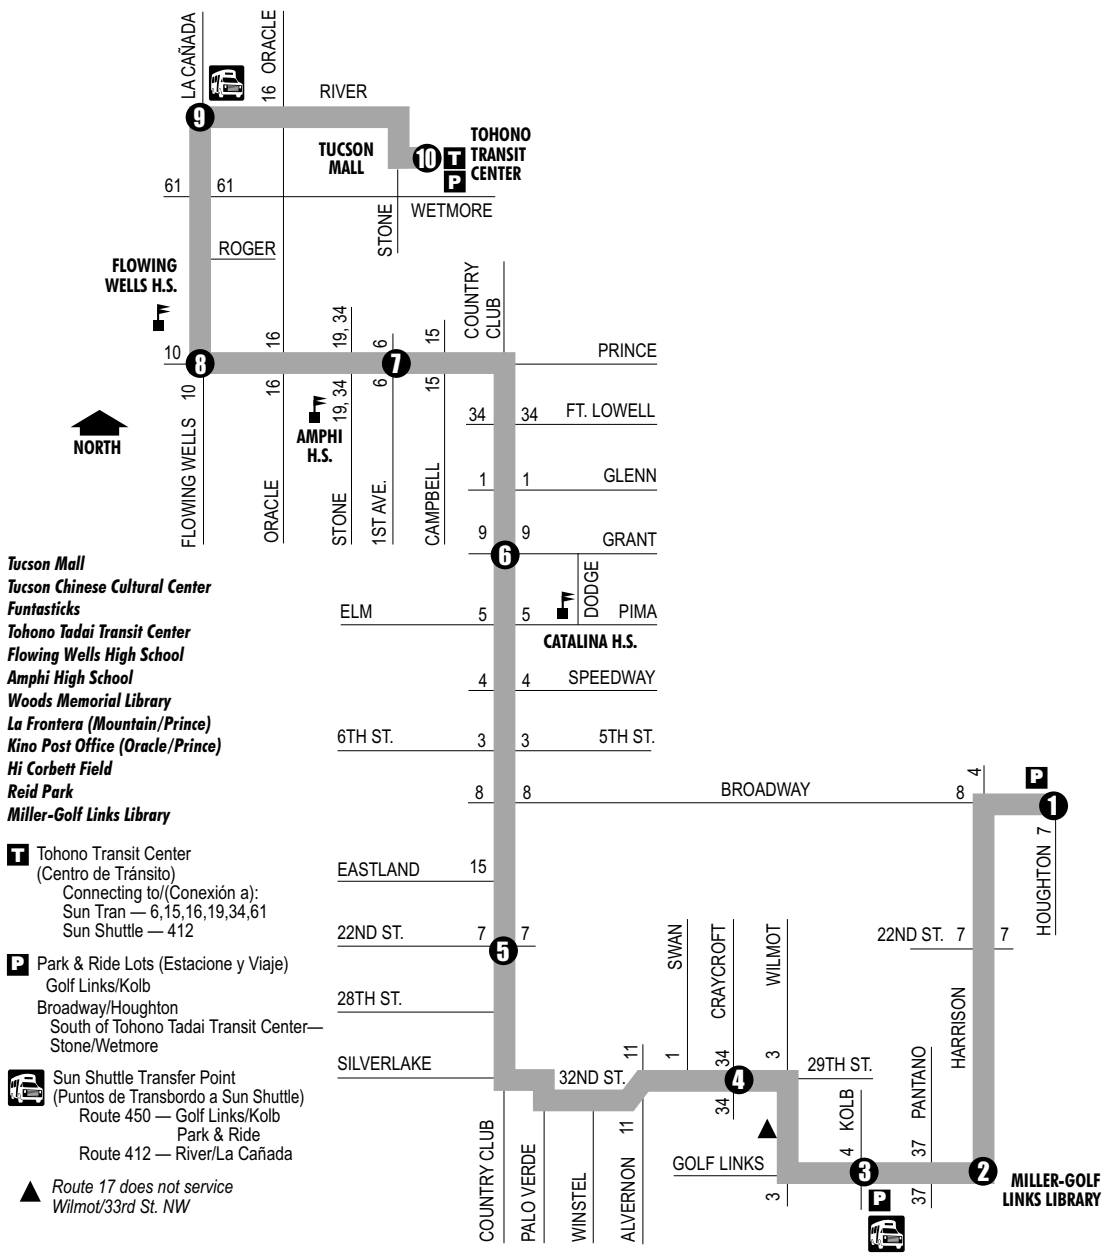 LA CAÑADA
16 ORACLE
RIVER
9
TUCSON
MALL
10
T
P
TOHONO
TRANSIT
CENTER
61
61
WETMORE
STONE
ROGER
FLOWING
WELLS H.S.
COUNTRY
CLUB
10
8
16
19, 34
6
7
15
PRINCE
10
16
19, 34
6
15
FLOWING WELLS
ORACLE
STONE
1ST AVE.
CAMPBELL
AMPHI
H.S.
NORTH
34
34
FT. LOWELL
1
1
GLENN
9
9
GRANT
6
DODGE
ELM
5
5
PIMA
CATALINA H.S.
4
4
SPEEDWAY
6TH ST.
3
3
5TH ST.
8
8
BROADWAY
8
4
P
1
HOUGHTON 7
EASTLAND
15
22ND ST.
7
7
5
22ND ST. 7
7
HARRISON
28TH ST.
SILVERLAKE
32ND ST.
11
11
SWAN
1
CRAYCROFT
34
34
4
WILMOT
3
3
29TH ST.
KOLB
4
PANTANO
37
37
GOLF LINKS
3
P
2
MILLER-GOLF
LINKS LIBRARY
COUNTRY CLUB
PALO VERDE
WINSTEL
ALVERNON
Tucson Mall
Tucson Chinese Cultural Center
Funtasticks
Tohono Tadai Transit Center
Flowing Wells High School
Amphi High School
Woods Memorial Library
La Frontera (Mountain/Prince)
Kino Post Office (Oracle/Prince)
Hi Corbett Field
Reid Park
Miller-Golf Links Library
T Tohono Transit Center
(Centro de Tránsito)
Connecting to/(Conexión a):
Sun Tran — 6,15,16,19,34,61
Sun Shuttle — 412
P Park & Ride Lots (Estacione y Viaje)
Golf Links/Kolb
Broadway/Houghton
South of Tohono Tadai Transit Center—
Stone/Wetmore
Sun Shuttle Transfer Point
(Puntos de Transbordo a Sun Shuttle)
Route 450 — Golf Links/Kolb
Park & Ride
Route 412 — River/La Cañada
Route 17 does not service
Wilmot/33rd St. NW